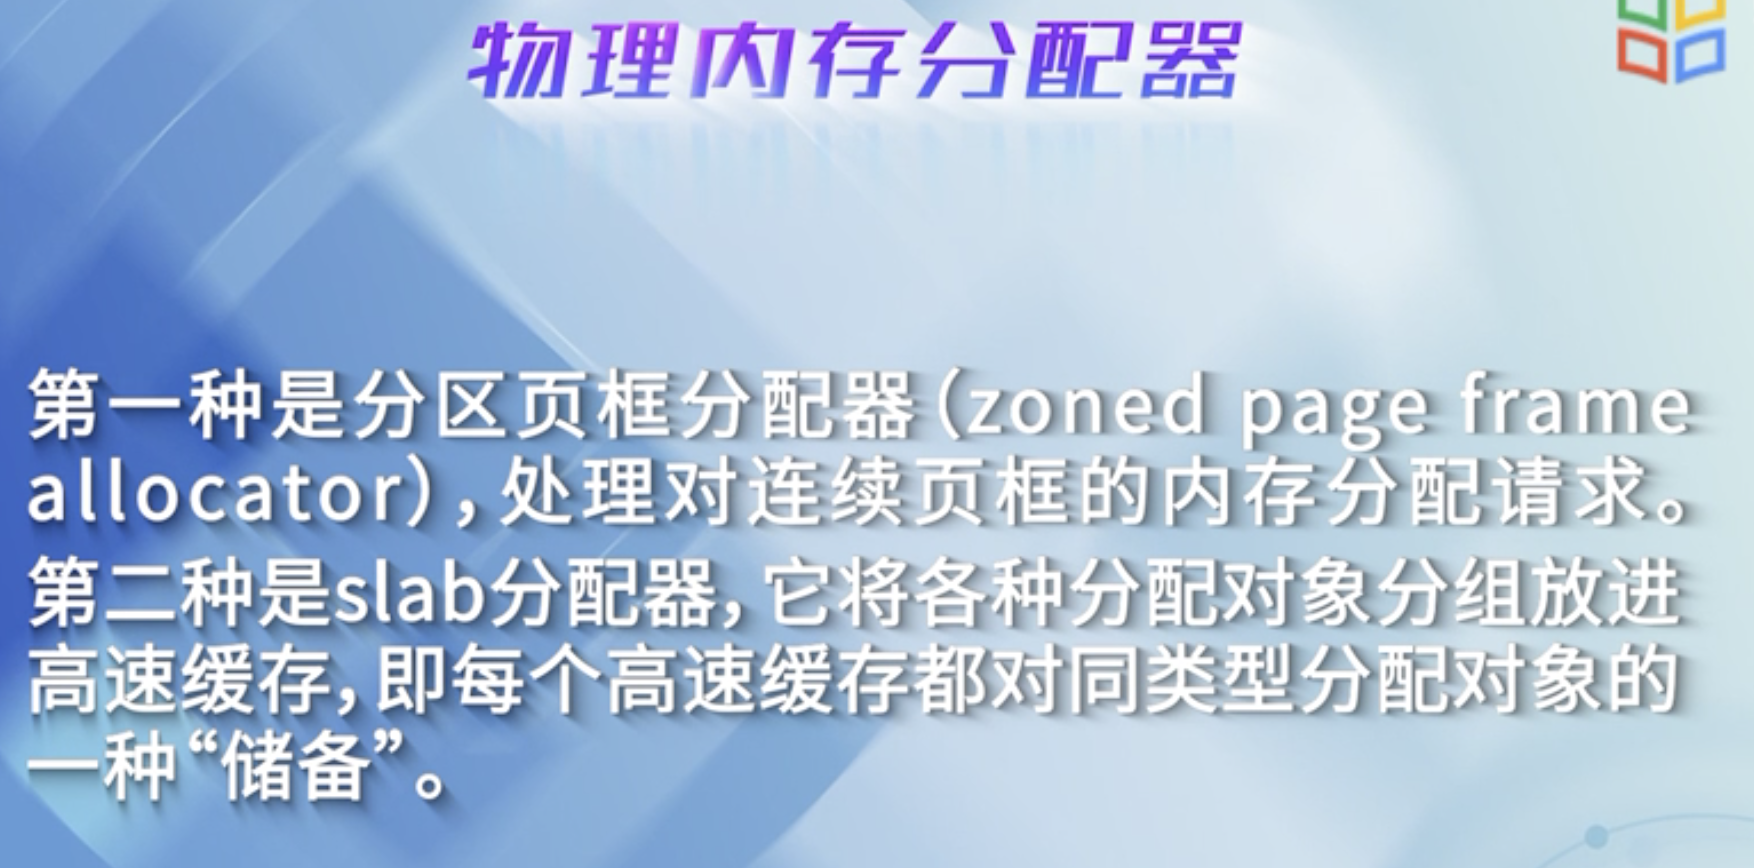 物理内存分配器
第一种是分区页框分配器（zoned page frame
allocator），处理对连续页框的内存分配请求。
第二种是slab分配器，它将各种分配对象分组放进
高速缓存，即每个高速缓存都对同类型分配对象的
一种“储备”。